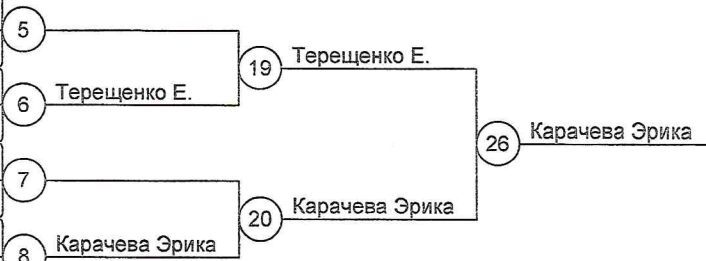 5
19 Терещенко Е.
6 Терещенко Е.
26 Карачева Эрика
7
20 Карачева Эрика
8 Карачева Эрика